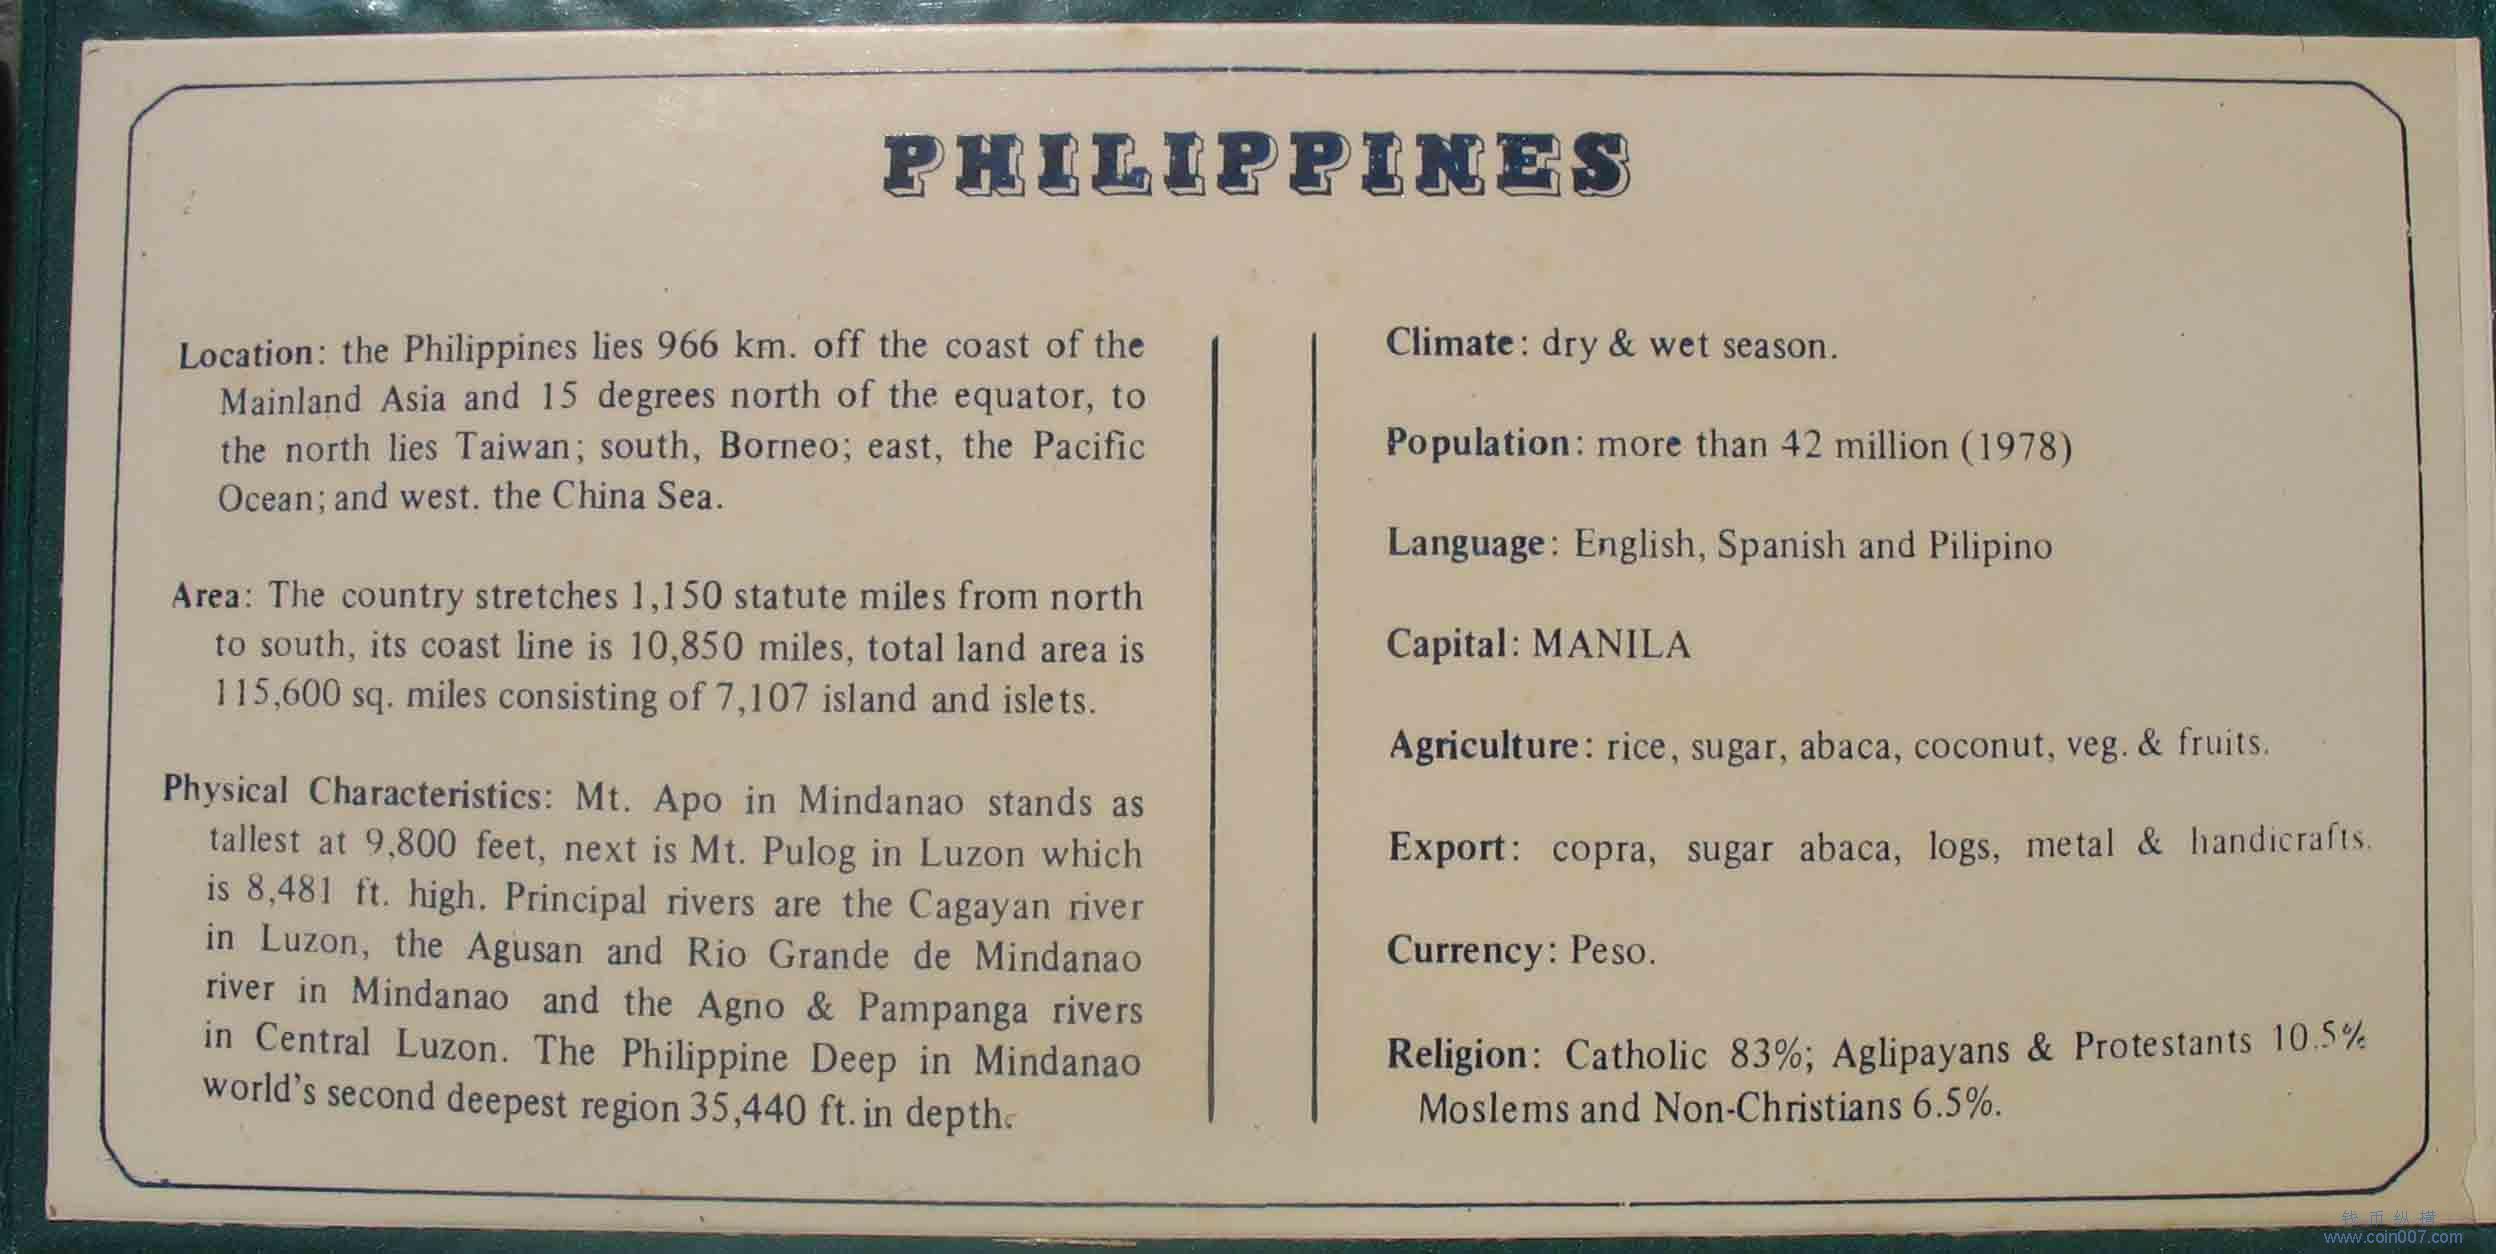 PHILIPPINES
Location: the Philippines lies 966 km. off the coast of the
Mainland Asia and 15 degrees north of the equator, to
the north lies Taiwan; south, Borneo; east, the Pacific
Ocean; and west. the China Sea.
Area: The country stretches 1,150 statute miles from north
to south, its coast line is 10,850 miles, total land area is
115,600 sq. miles consisting of 7,107 island and islets.
Physical Characteristics: Mt. Apo in Mindanao stands as
tallest at 9,800 feet, next is Mt. Pulog in Luzon which
is 8,481 ft. high. Principal rivers are the Cagayan river
in Luzon, the Agusan and Rio Grande de Mindanao
river in Mindanao and the Agno & Pampanga rivers
in Central Luzon. The Philippine Deep in Mindanao
world's second deepest region 35,440 ft. in depth.
Climate: dry & wet season.
Population: more than 42 million (1978)
Language: English, Spanish and Pilipino
Capital: MANILA
Agriculture: rice, sugar, abaca, coconut, veg. & fruits.
Export: copra, sugar abaca, logs, metal & handicrafts.
Currency: Peso.
Religion: Catholic 83%; Aglipayans & Protestants 10.5%
Moslems and Non-Christians 6.5%.
钱币纵横
www.coin007.com